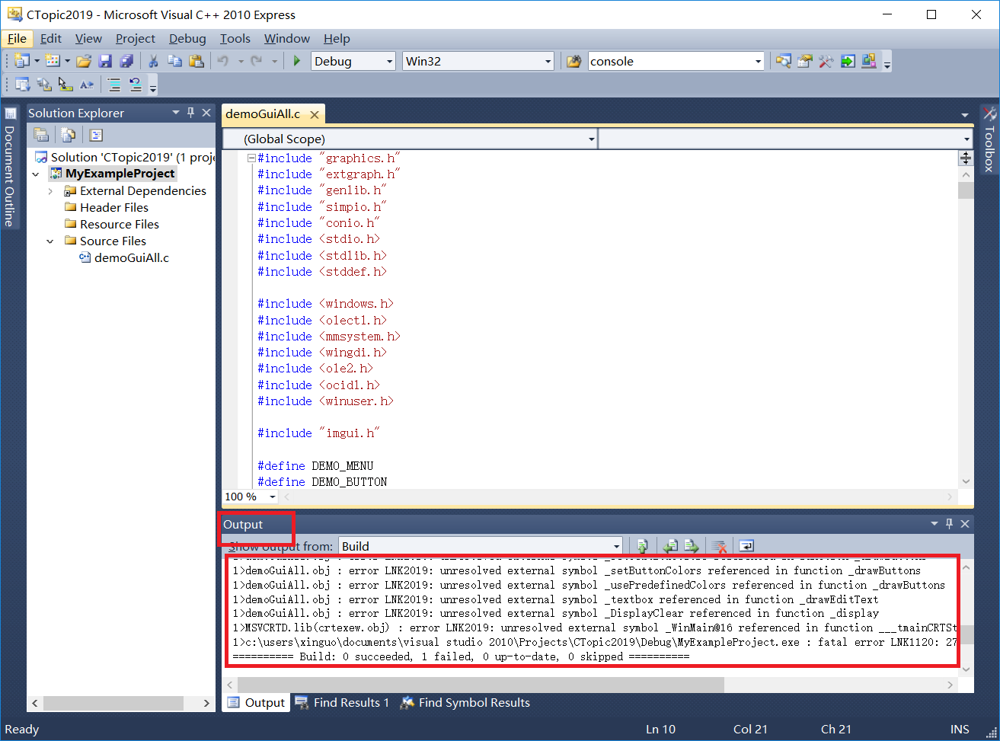 CTopic2019 - Microsoft Visual C++ 2010 Express
File Edit View Project Debug Tools Window Help
Debug Win32 console
Document Outline
Solution Explorer
Solution 'CTopic2019' (1 proje
MyExampleProject
External Dependencies
Header Files
Resource Files
Source Files
demoGuiAll.c
demoGuiAll.c
(Global Scope)
#include "graphics.h"
#include "extgraph.h"
#include "genlib.h"
#include "simpio.h"
#include "conio.h"
#include <stdio.h>
#include <stdlib.h>
#include <stddef.h>
#include <windows.h>
#include <olectl.h>
#include <mmsystem.h>
#include <wingdi.h>
#include <ole2.h>
#include <ocidl.h>
#include <winuser.h>
#include "imgui.h"
#define DEMO_MENU
#define DEMO_BUTTON
100 %
Toolbox
Output
Show output from: Build
1>demoGuiAll.obj : error LNK2019: unresolved external symbol _setButtonColors referenced in function _drawButtons
1>demoGuiAll.obj : error LNK2019: unresolved external symbol _usePredefinedColors referenced in function _drawButtons
1>demoGuiAll.obj : error LNK2019: unresolved external symbol _textbox referenced in function _drawEditText
1>demoGuiAll.obj : error LNK2019: unresolved external symbol _DisplayClear referenced in function _display
1>MSVCRTD.lib(crtexew.obj) : error LNK2019: unresolved external symbol _WinMain@16 referenced in function ___tmainCRTSt
1>c:\users\xinguo\documents\visual studio 2010\Projects\CTopic2019\Debug\MyExampleProject.exe : fatal error LNK1120: 27
========== Build: 0 succeeded, 1 failed, 0 up-to-date, 0 skipped ==========
Output Find Results 1 Find Symbol Results
Ready Ln 10 Col 21 Ch 21 INS